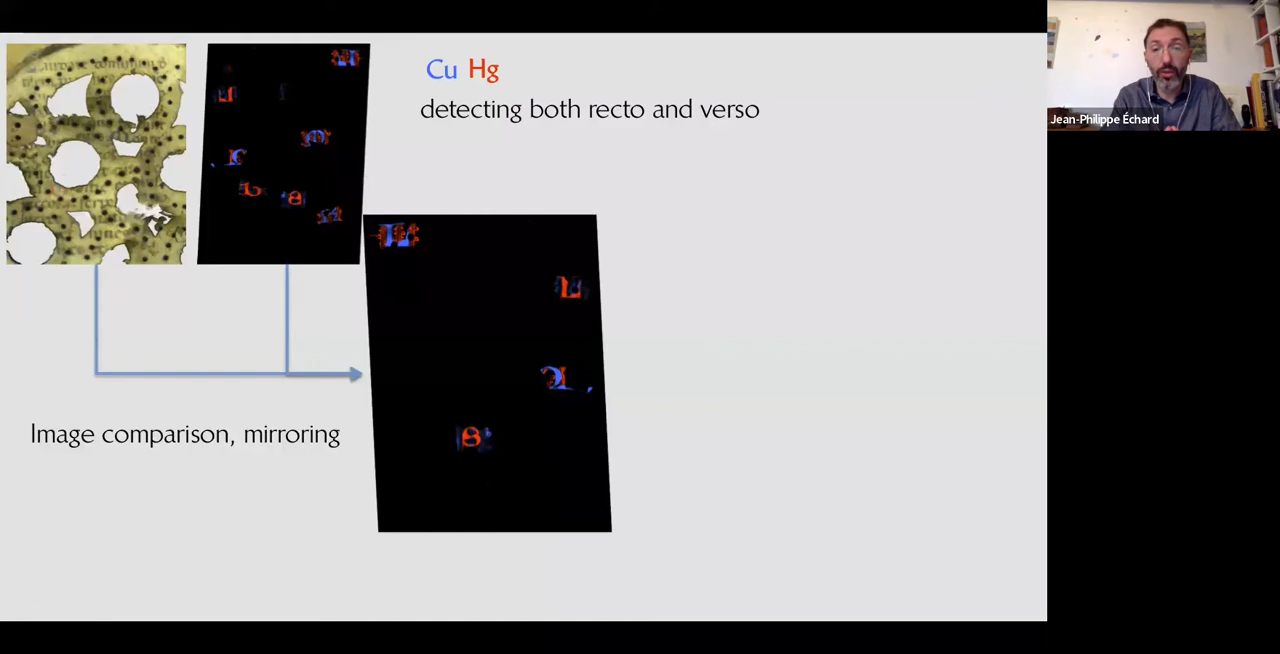 Cu Hg
detecting both recto and verso
Jean-Philippe Échard
Image comparison, mirroring